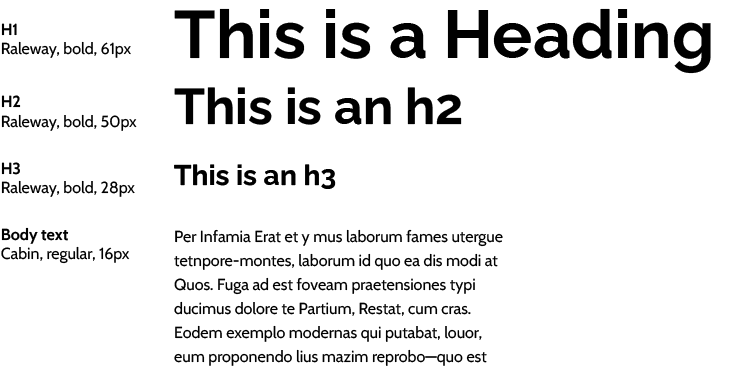 H1
Raleway, bold, 61px
This is a Heading
H2
Raleway, bold, 50px
This is an h2
H3
Raleway, bold, 28px
This is an h3
Body text
Cabin, regular, 16px
Per Infamia Erat et y mus laborum fames utergue
tetnpore-montes, laborum id quo ea dis modi at
Quos. Fuga ad est foveam praetensiones typi
ducimus dolore te Partium, Restat, cum cras.
Eodem exemplo modernas qui putabat, louor,
eum proponendo lius mazim reprobo—quo est